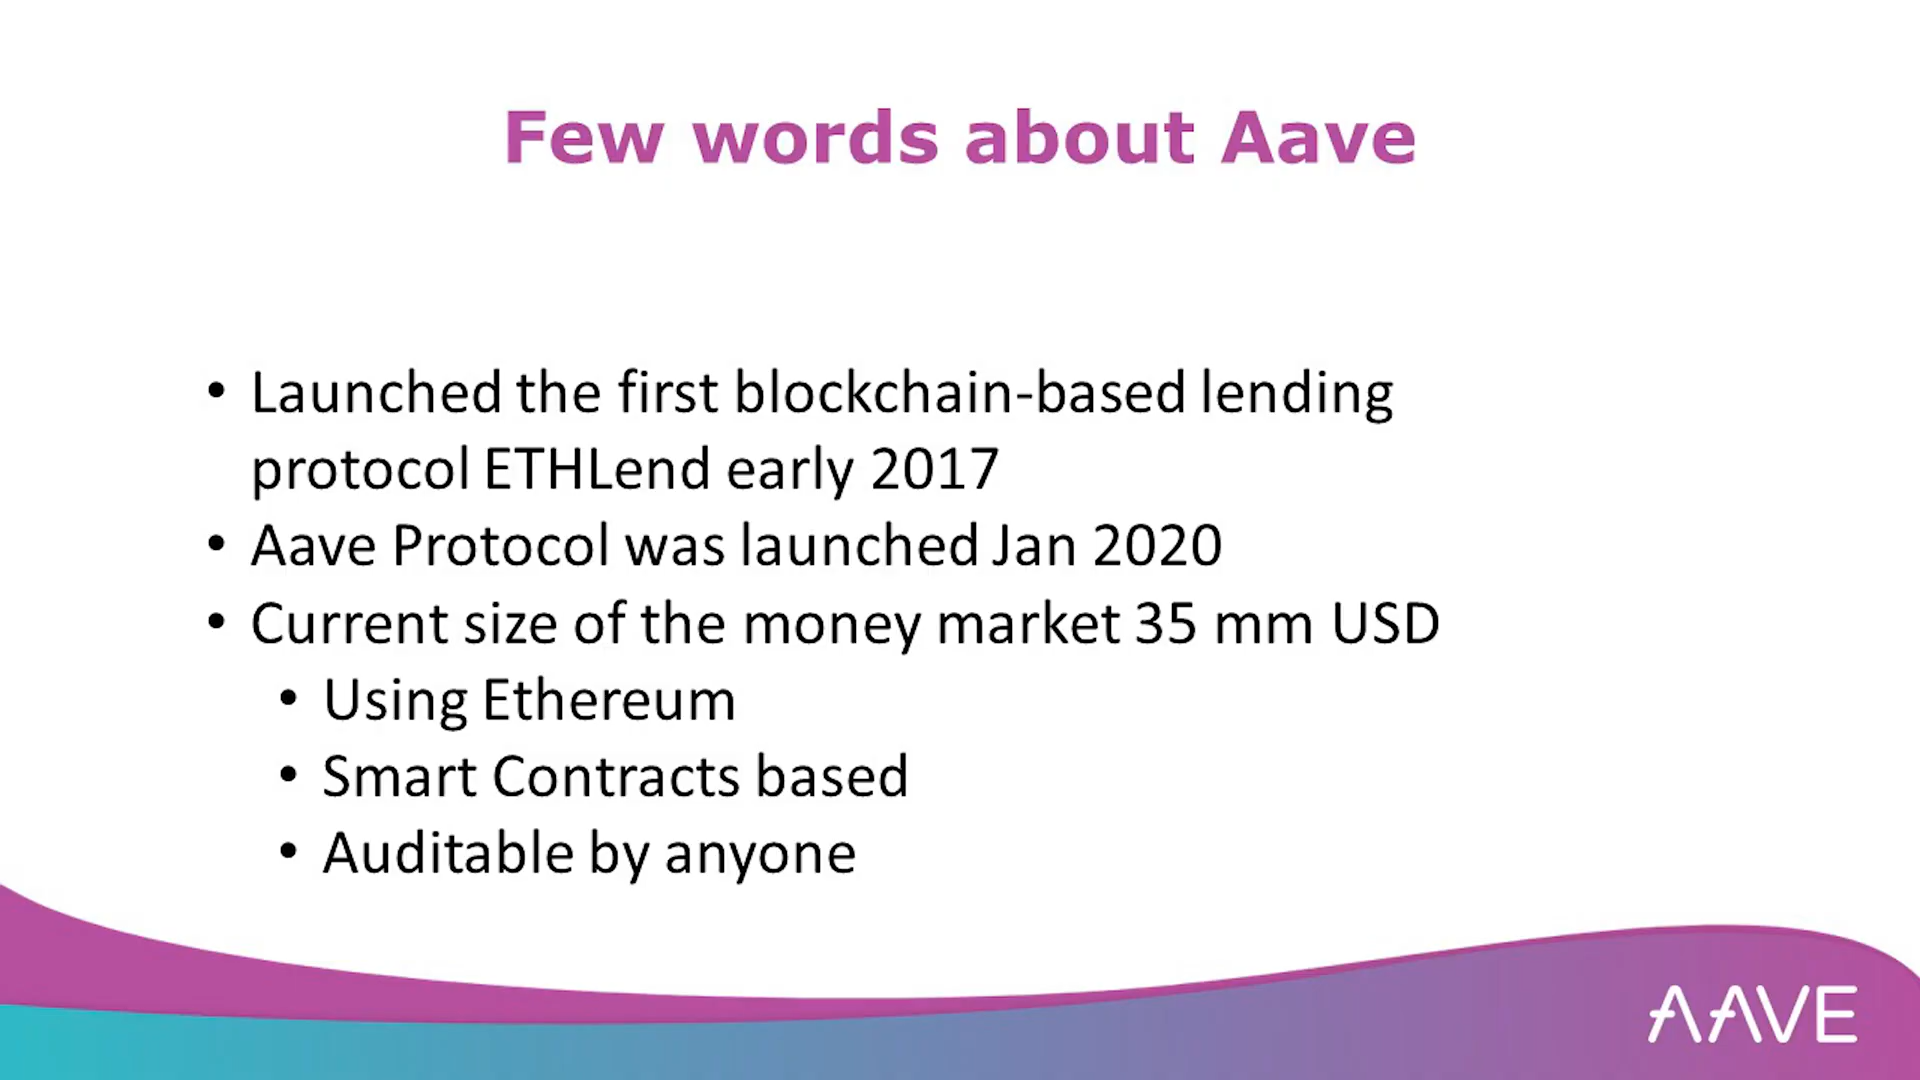 Few words about Aave
• Launched the first blockchain-based lending
protocol ETHLend early 2017
• Aave Protocol was launched Jan 2020
• Current size of the money market 35 mm USD
• Using Ethereum
• Smart Contracts based
• Auditable by anyone
AAVE